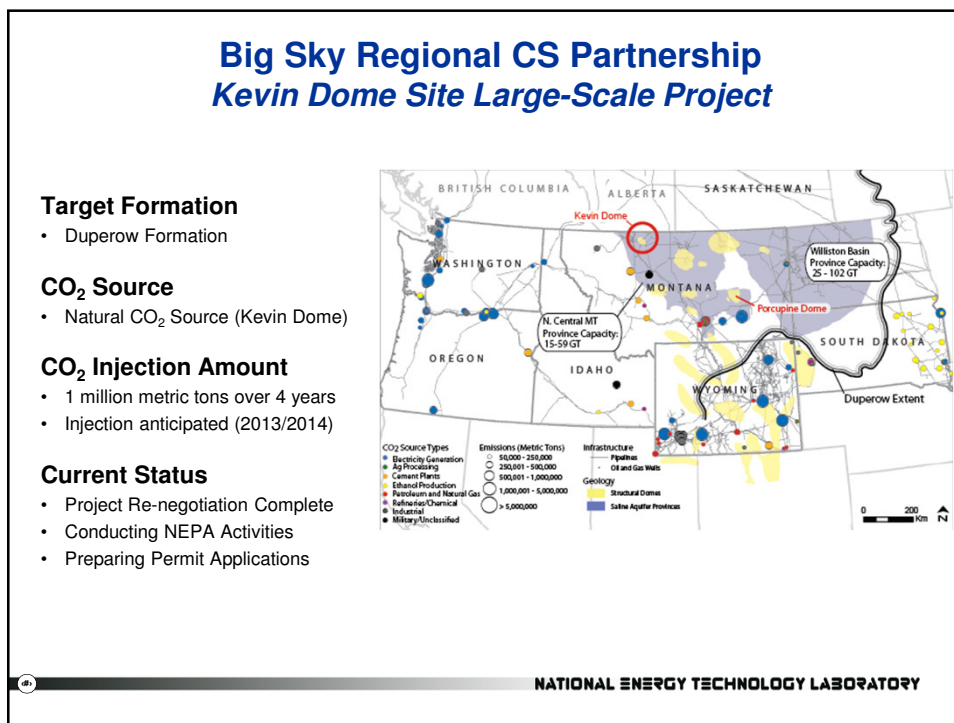 Big Sky Regional CS Partnership
Kevin Dome Site Large-Scale Project
Target Formation
• Duperow Formation
CO₂ Source
• Natural CO₂ Source (Kevin Dome)
CO₂ Injection Amount
• 1 million metric tons over 4 years
• Injection anticipated (2013/2014)
Current Status
• Project Re-negotiation Complete
• Conducting NEPA Activities
• Preparing Permit Applications
BRITISH COLUMBIA
ALBERTA
SASKATCHEWAN
Kevin Dome
WASHINGTON
MONTANA
Williston Basin
Province Capacity:
25 - 102 GT
N. Central MT
Province Capacity:
15-59 GT
Porcupine Dome
OREGON
IDAHO
SOUTH DAKOTA
WYOMING
Duperow Extent
CO₂ Source Types
Electricity Generation
Ag Processing
Cement Plants
Ethanol Production
Petroleum and Natural Gas
Refineries/Chemical
Industrial
Military/Unclassified
Emissions (Metric Tons)
50,000 - 250,000
250,001 - 500,000
500,001 - 1,000,000
1,000,001 - 5,000,000
> 5,000,000
Infrastructure
Pipelines
Oil and Gas Wells
Geology
Structural Domes
Saline Aquifer Provinces
0 200
Km
N
‹#›
NATIONAL ENERGY TECHNOLOGY LABORATORY